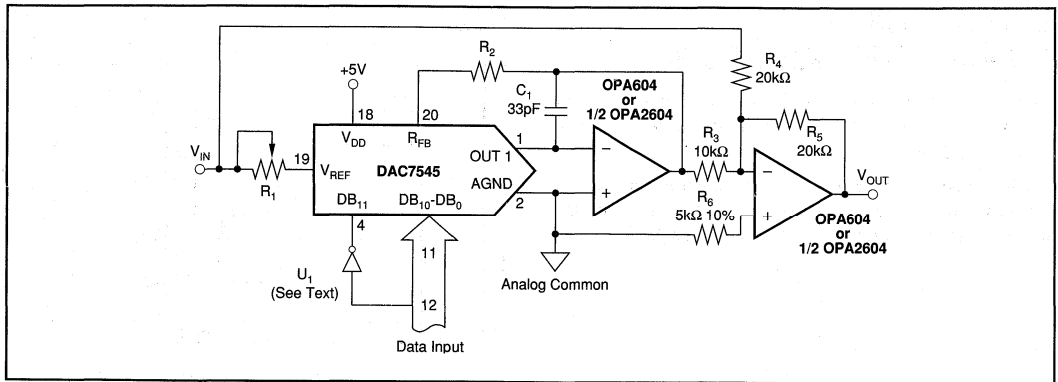 R4
20kΩ
R2
+5V
OPA604
or
1/2 OPA2604
C1
33pF
R5
20kΩ
18
20
VDD
RFB
1
OUT 1
R3
10kΩ
VIN
19
VREF
DAC7545
AGND
2
VOUT
R1
DB11
DB10-DB0
R6
5kΩ 10%
OPA604
or
1/2 OPA2604
4
11
U1
(See Text)
12
Analog Common
Data Input
− + − +